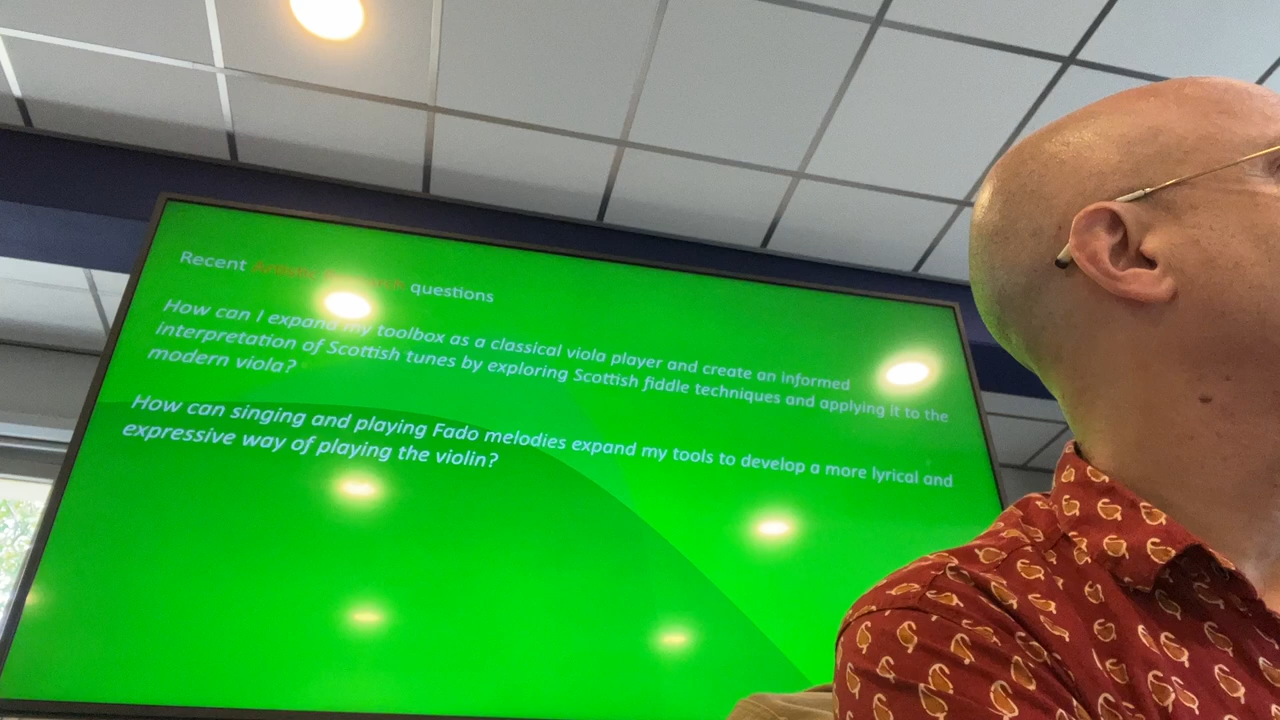 Recent questions
How can I expand my toolbox as a classical viola player and create an informed
interpretation of Scottish tunes by exploring Scottish fiddle techniques and applying it to the
modern viola?
How can singing and playing Fado melodies expand my tools to develop a more lyrical and
expressive way of playing the violin?